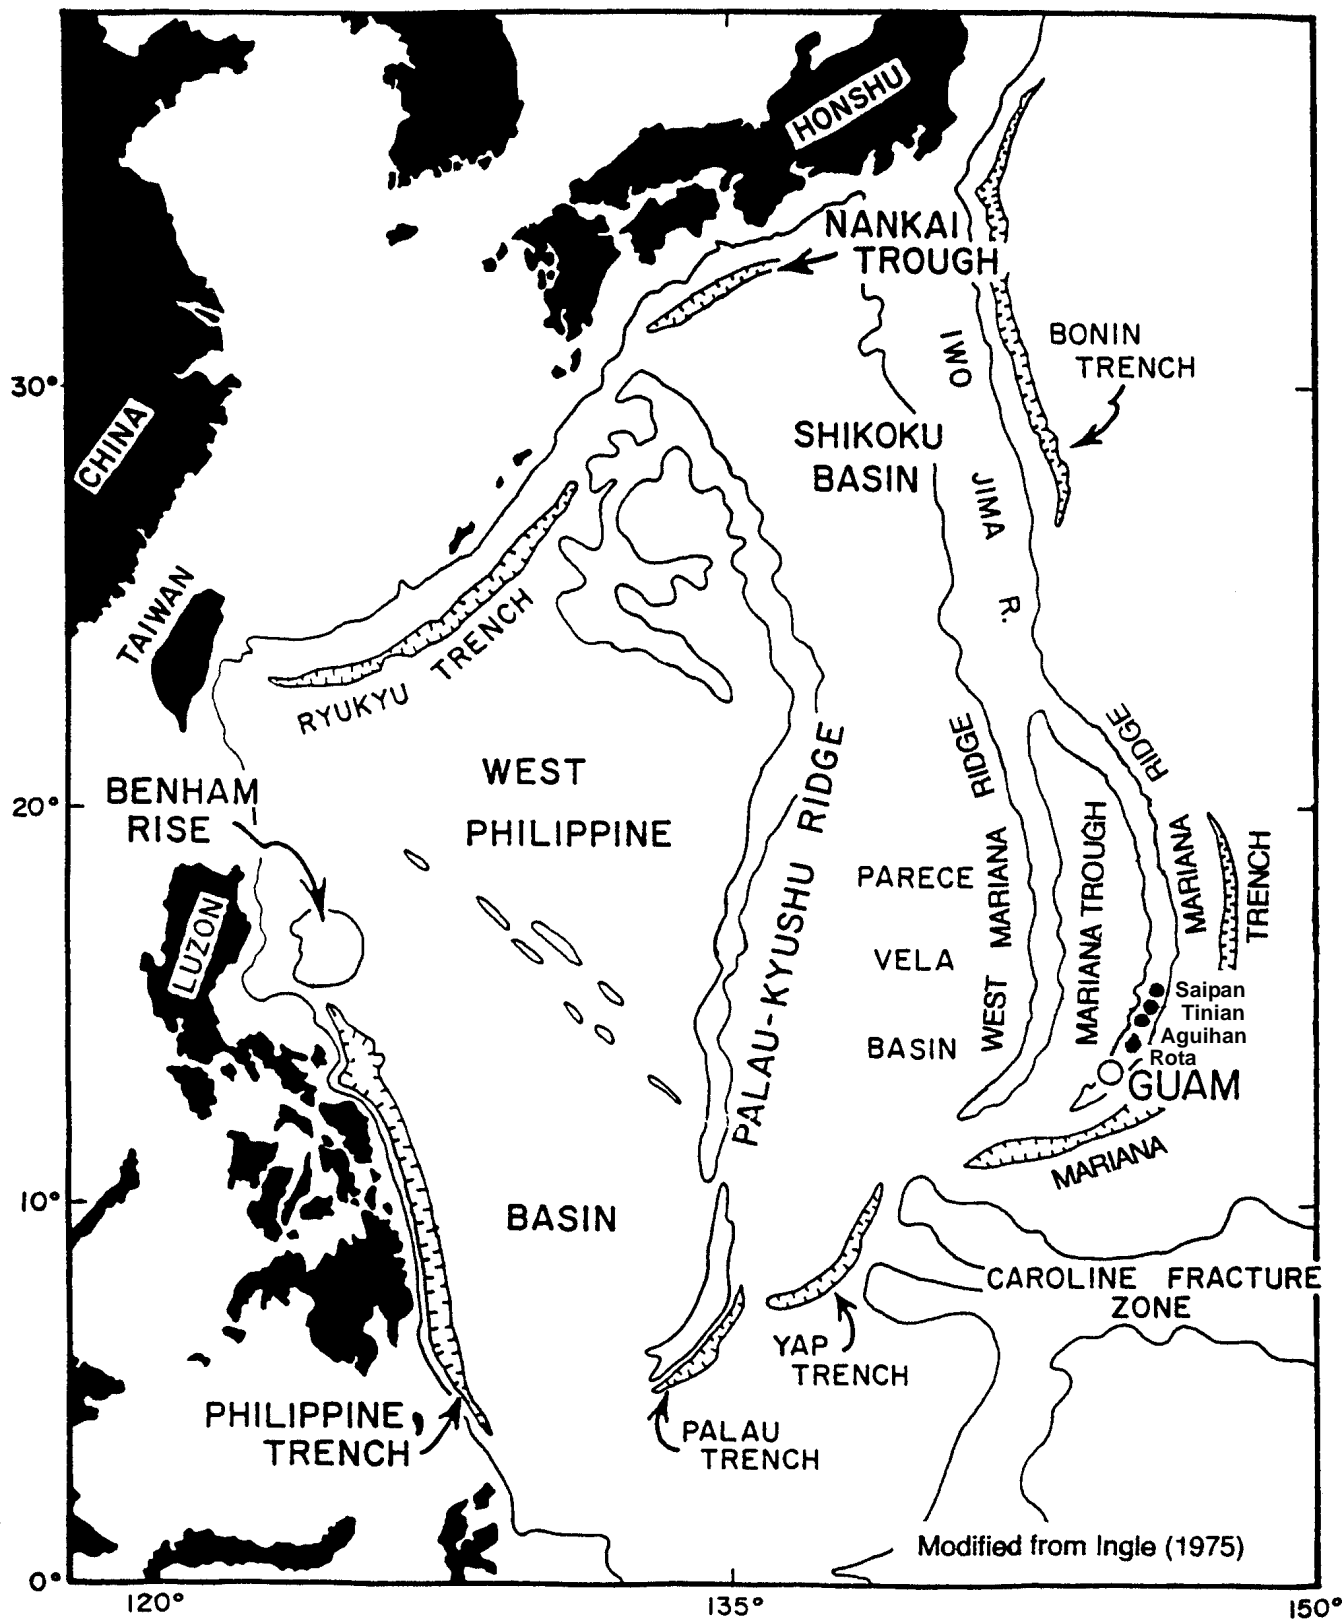 HONSHU
NANKAI
TROUGH
IWO
JIMA
R.
BONIN
TRENCH
30°
CHINA
SHIKOKU
BASIN
TAIWAN
RYUKYU TRENCH
BENHAM
RISE
20°
WEST
PHILIPPINE
BASIN
PALAU-KYUSHU RIDGE
WEST MARIANA RIDGE
MARIANA TROUGH
MARIANA RIDGE
TRENCH
PARECE
VELA
BASIN
LUZON
Saipan
Tinian
Aguihan
Rota
GUAM
MARIANA
10°
CAROLINE FRACTURE
ZONE
YAP
TRENCH
PALAU
TRENCH
PHILIPPINE
TRENCH
Modified from Ingle (1975)
0°
120°
135°
150°